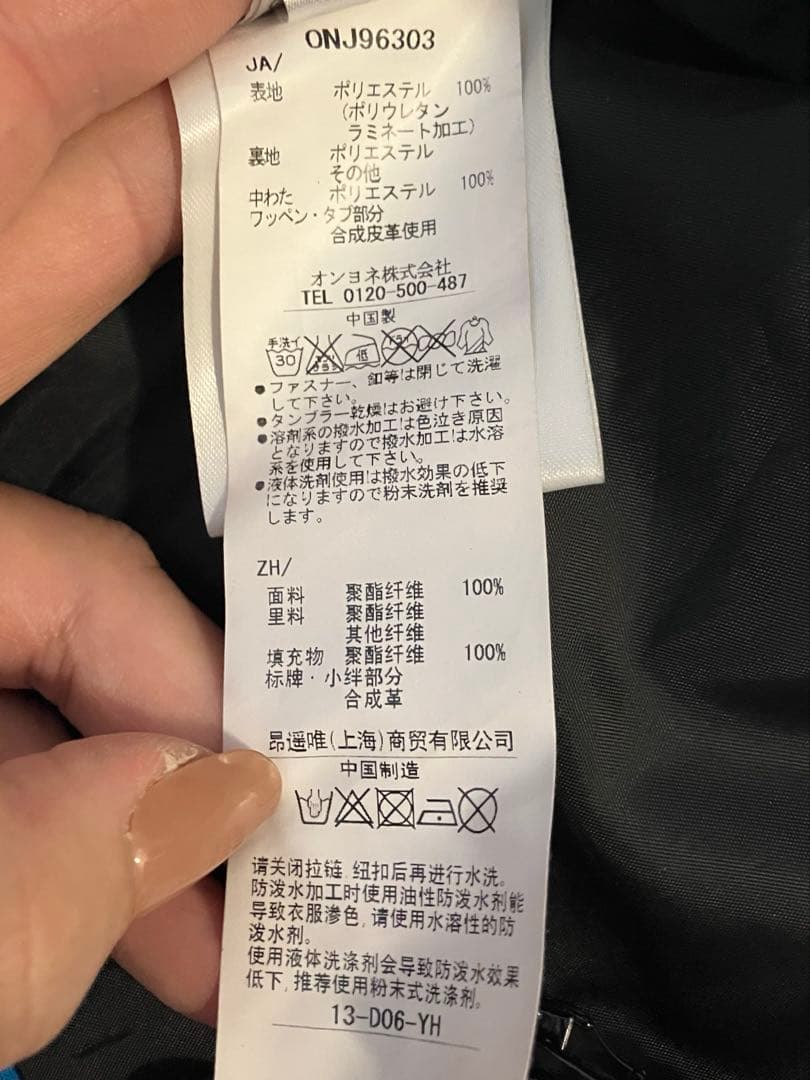 ONJ96303
JA/
表地 ポリエステル 100%
(ポリウレタン
ラミネート加工)
裏地 ポリエステル
その他
中わた ポリエステル 100%
ワッペン・タブ部分
合成皮革使用
オンヨネ株式会社
TEL 0120-500-487
中国製
手洗イ
30 低
●ファスナー、釦等は閉じて洗濯
して下さい。
●タンブラー乾燥はお避け下さい。
●溶剤系の撥水加工は色泣き原因
となりますので撥水加工は水溶
系を使用して下さい。
●液体洗剤使用は撥水効果の低下
になりますので粉末洗剤を推奨
します。
ZH/
面料 聚酯纤维 100%
里料 聚酯纤维
其他纤维
填充物 聚酯纤维 100%
标牌·小绊部分
合成革
昂遥唯(上海)商贸有限公司
中国制造
请关闭拉链,纽扣后再进行水洗。
防泼水加工时使用油性防泼水剂能
导致衣服渗色,请使用水溶性的防
泼水剂。
使用液体洗涤剂会导致防泼水效果
低下,推荐使用粉末式洗涤剂。
13-D06-YH